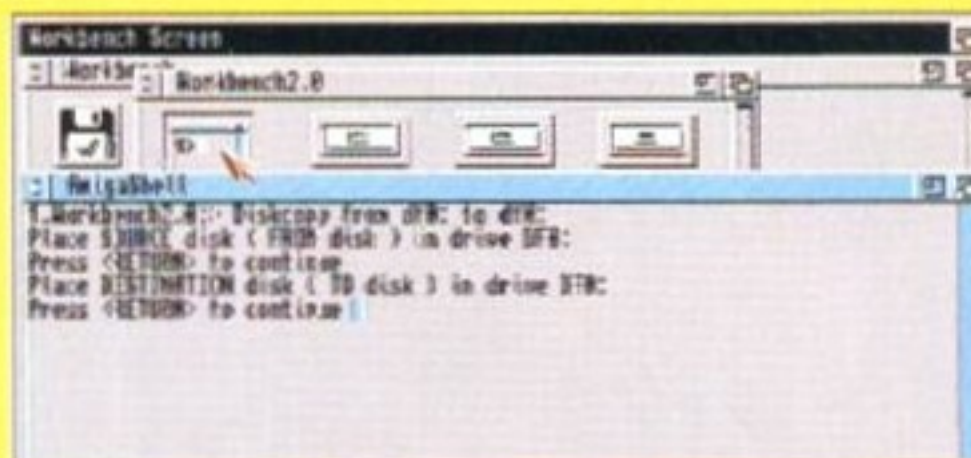 Workbench Screen
Workbench
Workbench2.0
AmigaShell
1.Workbench2.0:> Diskcopy from df0: to df0:
Place SOURCE disk ( FROM disk ) in drive DF0:
Press <RETURN> to continue
Place DESTINATION disk ( TO disk ) in drive DF0:
Press <RETURN> to continue